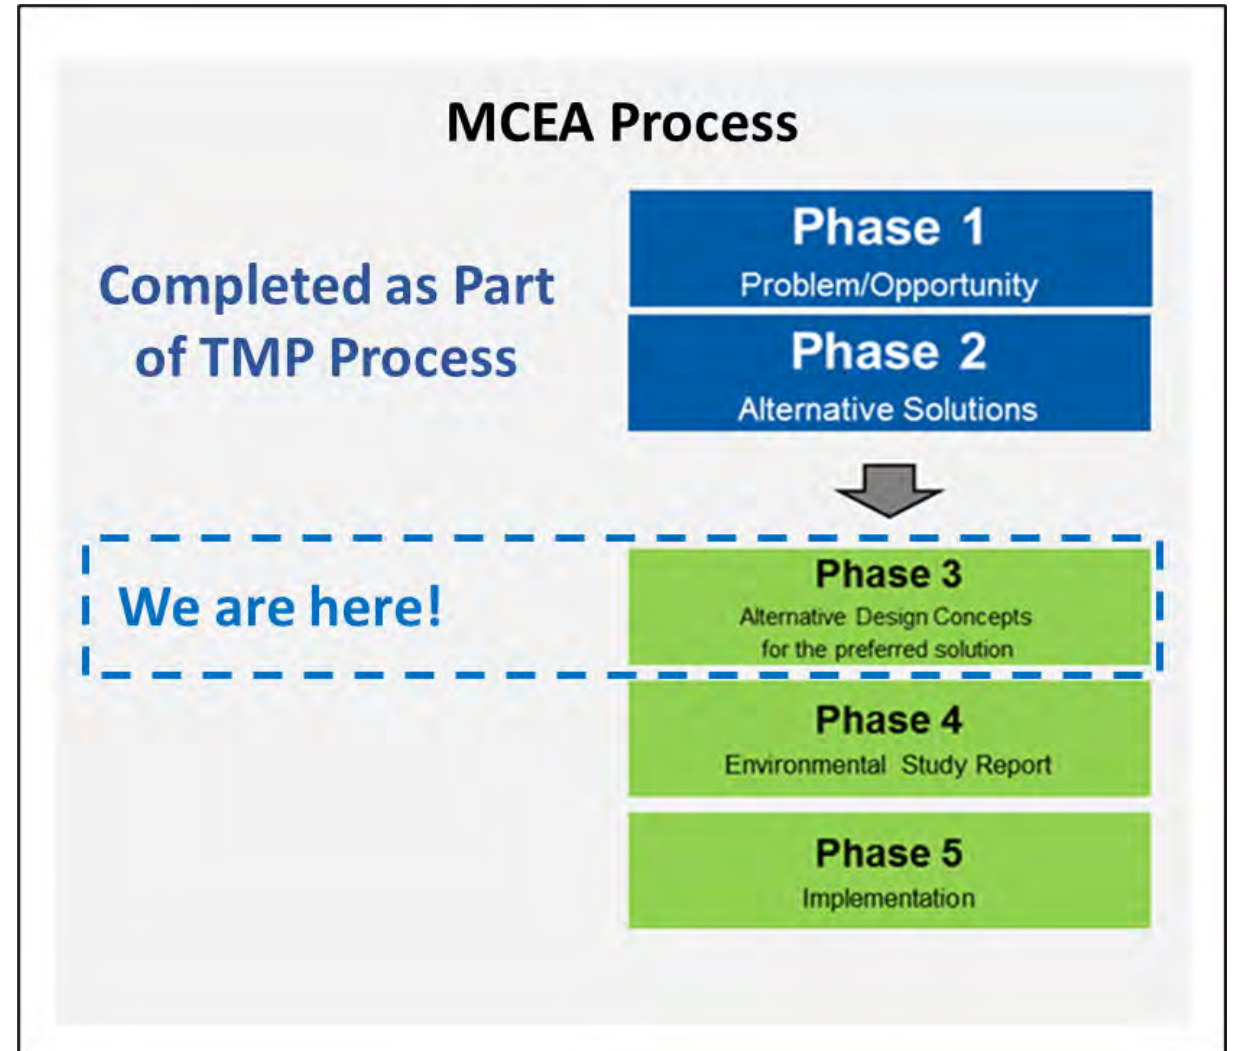 MCEA Process
Completed as Part
of TMP Process
Phase 1
Problem/Opportunity
Phase 2
Alternative Solutions
We are here!
Phase 3
Alternative Design Concepts
for the preferred solution
Phase 4
Environmental Study Report
Phase 5
Implementation